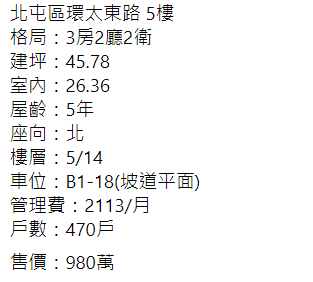 北屯區環太東路 5樓
格局：3房2廳2衛
建坪：45.78
室內：26.36
屋齡：5年
座向：北
樓層：5/14
車位：B1-18(坡道平面)
管理費：2113/月
戶數：470戶
售價：980萬